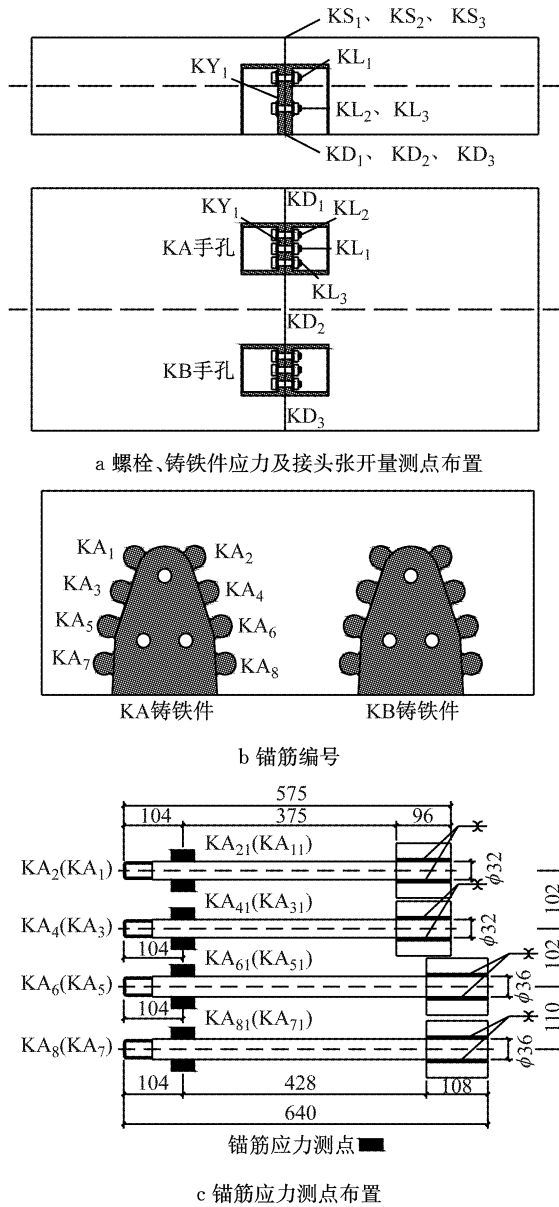 KS₁、 KS₂、 KS₃
KY₁
KL₁
KL₂、 KL₃
KD₁、 KD₂、 KD₃
KD₁
KY₁
KL₂
KA手孔
KL₁
KL₃
KD₂
KB手孔
KD₃
a 螺栓、铸铁件应力及接头张开量测点布置
KA₁ KA₂
KA₃ KA₄
KA₅ KA₆
KA₇ KA₈
KA铸铁件 KB铸铁件
b 锚筋编号
575
104 375 96
KA₂₁(KA₁₁)
KA₂(KA₁) ϕ32
102
KA₄₁(KA₃₁)
KA₄(KA₃) ϕ32
104 102
KA₆₁(KA₅₁)
KA₆(KA₅) ϕ36
104 110
KA₈₁(KA₇₁)
KA₈(KA₇) ϕ36
104 428 108
640
锚筋应力测点
c 锚筋应力测点布置